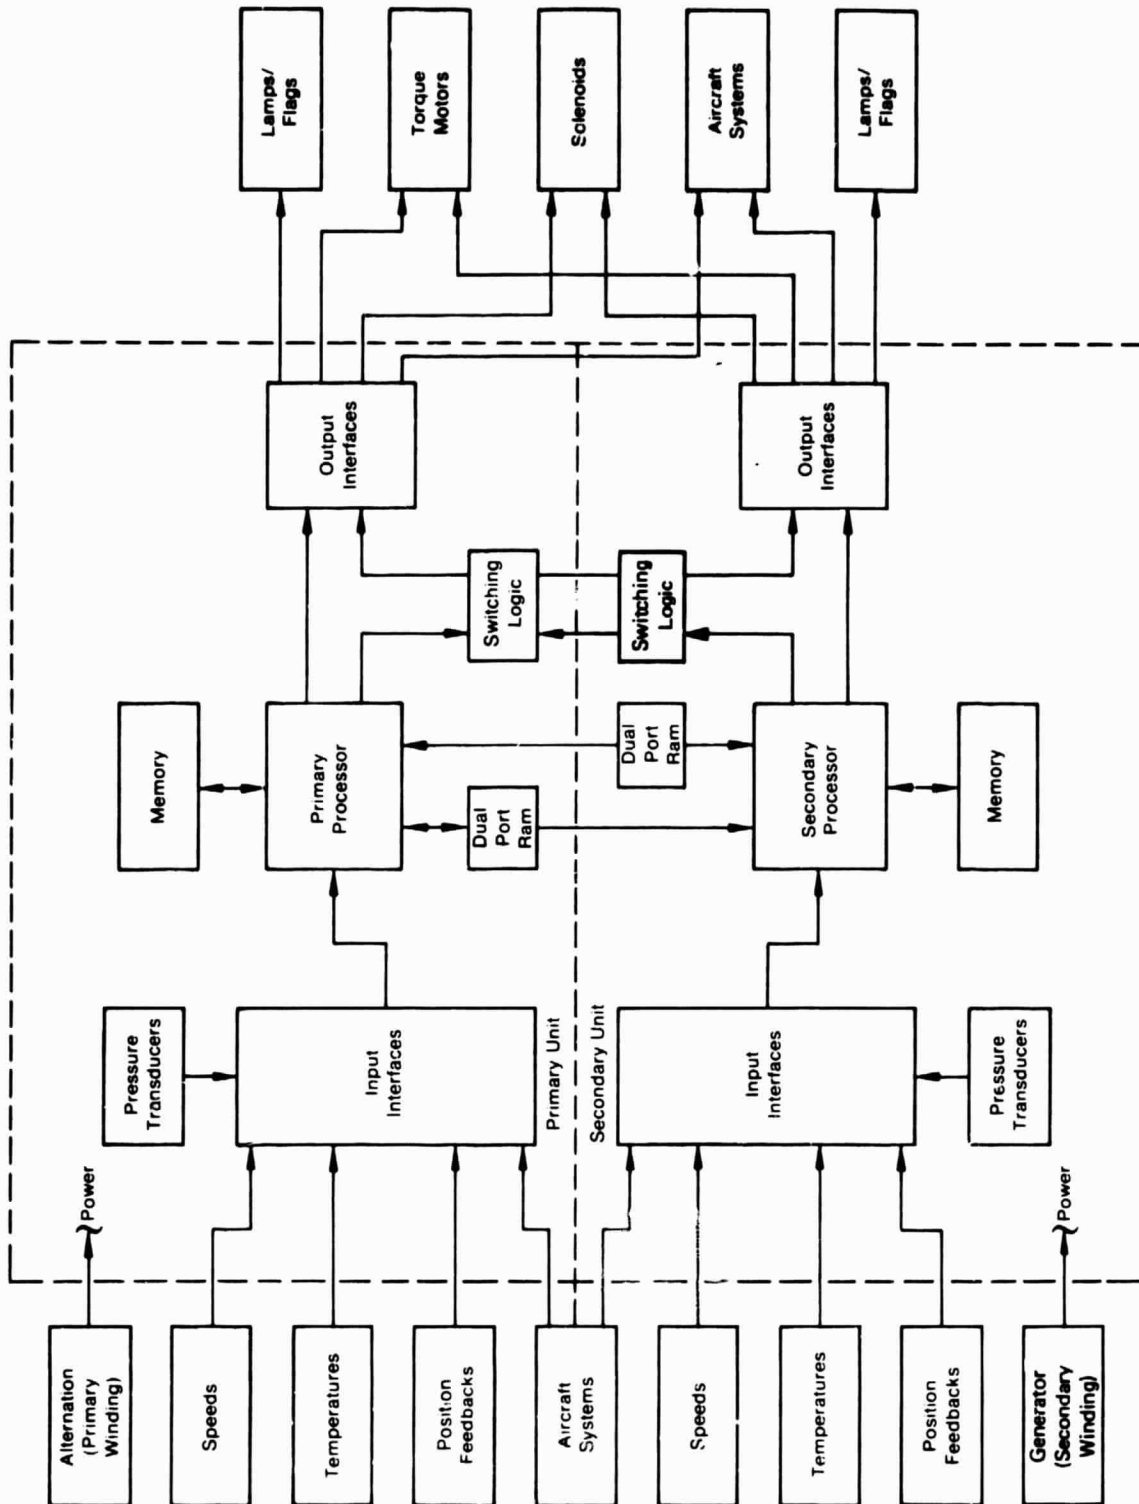 Generator
(Secondary
Winding)
Position
Feedbacks
Temperatures
Speeds
Aircraft
Systems
Position
Feedbacks
Temperatures
Speeds
Alternation
(Primary
Winding)
Power
Power
Pressure
Transducers
Input
Interfaces
Secondary Unit
Primary Unit
Input
Interfaces
Pressure
Transducers
Memory
Secondary
Processor
Dual
Port
Ram
Dual
Port
Ram
Primary
Processor
Memory
Switching
Logic
Switching
Logic
Output
Interfaces
Output
Interfaces
Lamps/
Flags
Aircraft
Systems
Solenoids
Torque
Motors
Lamps/
Flags